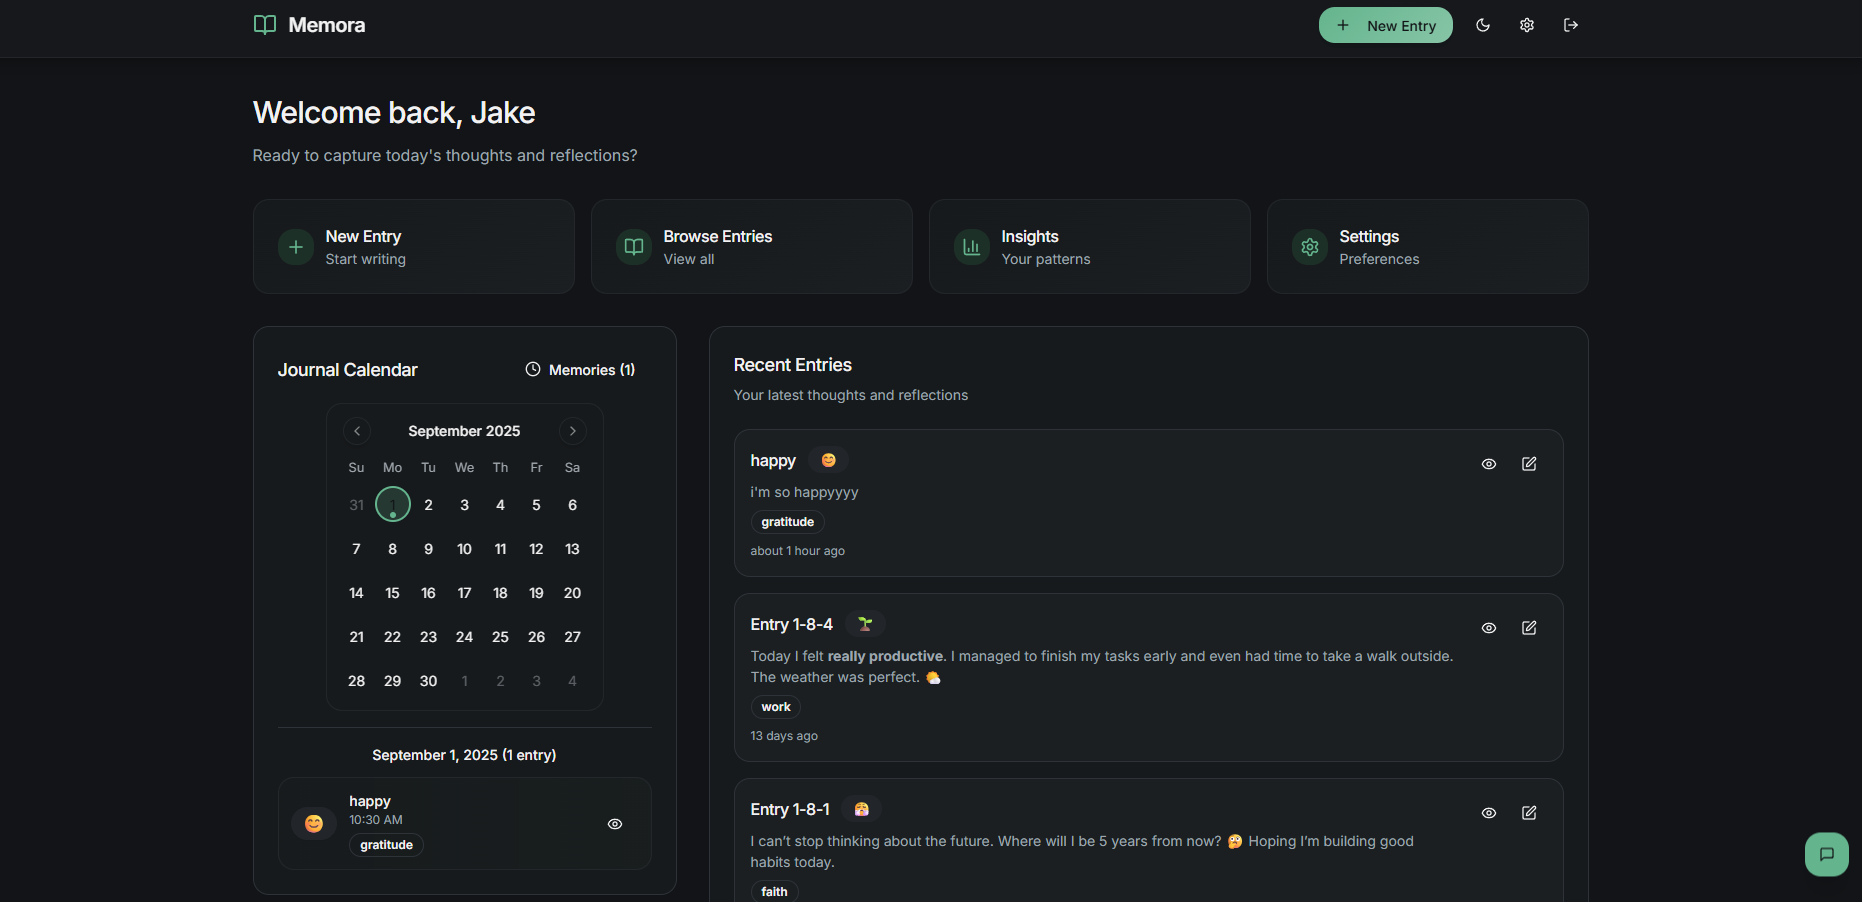 Memora
New Entry
Welcome back, Jake
Ready to capture today's thoughts and reflections?
New Entry
Start writing
Browse Entries
View all
Insights
Your patterns
Settings
Preferences
Journal Calendar
Memories (1)
September 2025
Su Mo Tu We Th Fr Sa
31 1 2 3 4 5 6
7 8 9 10 11 12 13
14 15 16 17 18 19 20
21 22 23 24 25 26 27
28 29 30 1 2 3 4
September 1, 2025 (1 entry)
😊
happy
10:30 AM
gratitude
Recent Entries
Your latest thoughts and reflections
happy 😊
i'm so happyyyy
gratitude
about 1 hour ago
Entry 1-8-4 🌱
Today I felt really productive. I managed to finish my tasks early and even had time to take a walk outside.
The weather was perfect. 🌤️
work
13 days ago
Entry 1-8-1
I can’t stop thinking about the future. Where will I be 5 years from now? 🤔 Hoping I’m building good
habits today.
faith